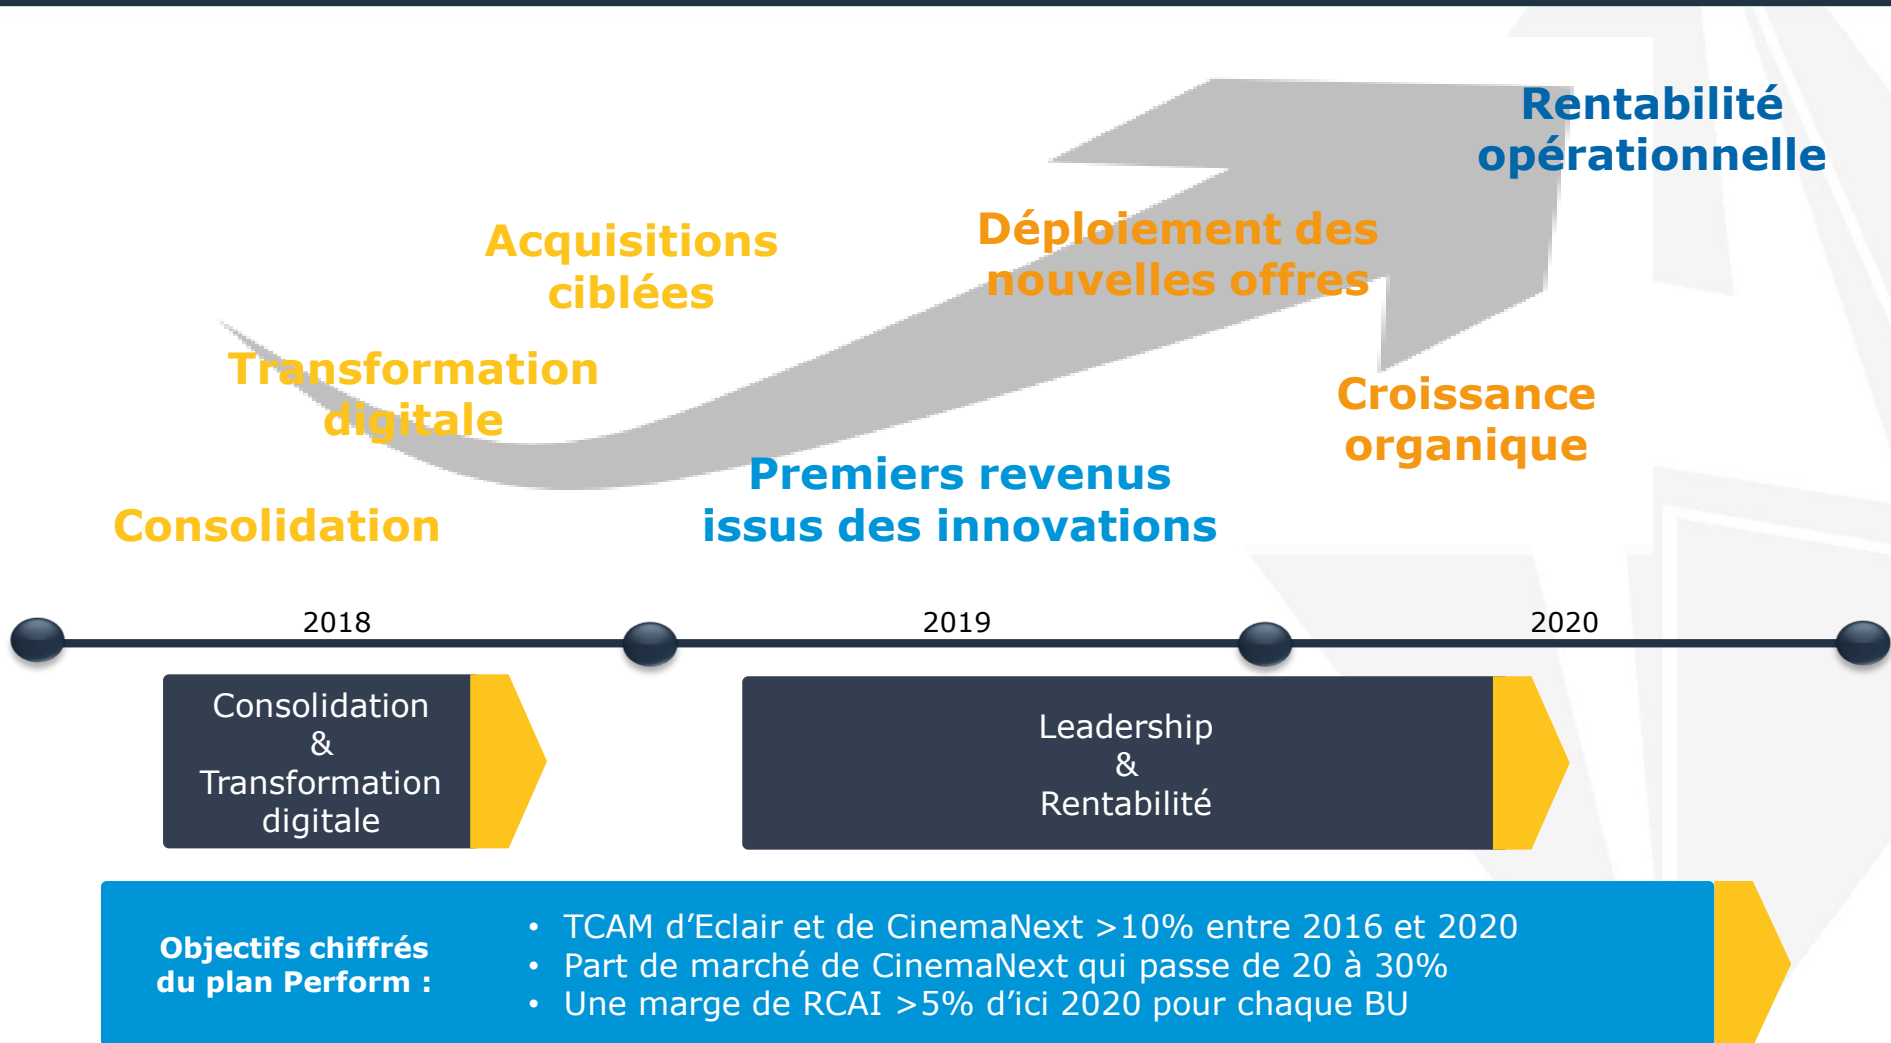 Rentabilité
opérationnelle
Acquisitions
ciblées
Déploiement des
nouvelles offres
Transformation
digitale
Croissance
organique
Premiers revenus
issus des innovations
Consolidation
2018
2019
2020
Consolidation
&
Transformation
digitale
Leadership
&
Rentabilité
Objectifs chiffrés
du plan Perform :
• TCAM d’Eclair et de CinemaNext >10% entre 2016 et 2020
• Part de marché de CinemaNext qui passe de 20 à 30%
• Une marge de RCAI >5% d’ici 2020 pour chaque BU